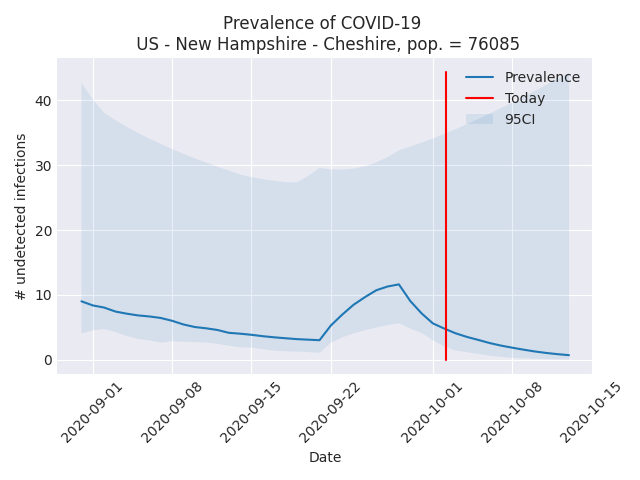 Prevalence of COVID-19
US - New Hampshire - Cheshire, pop. = 76085
Prevalence
Today
95CI
# undetected infections
40
30
20
10
0
2020-09-01
2020-09-08
2020-09-15
2020-09-22
2020-10-01
2020-10-08
2020-10-15
Date